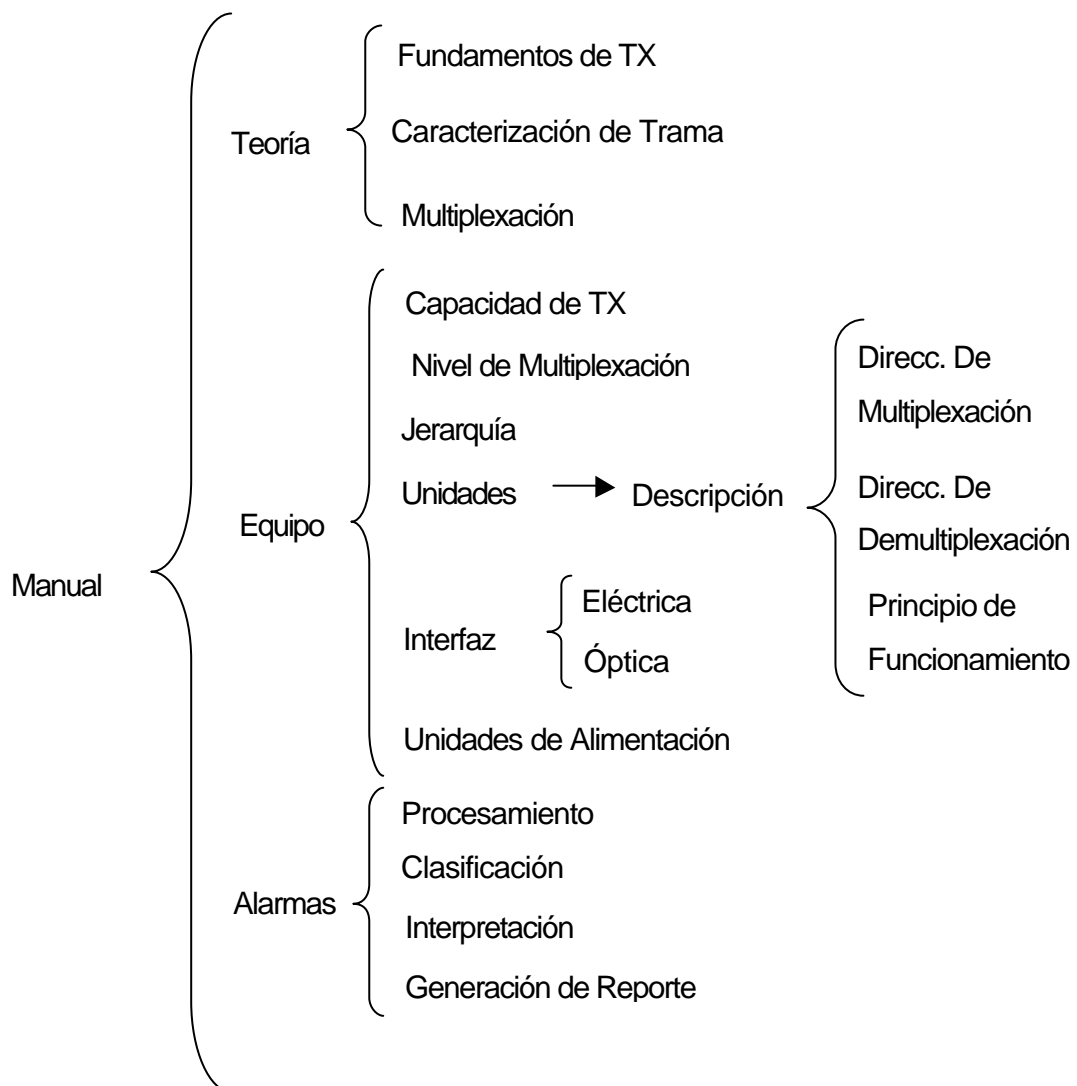 Manual
Teoría
Fundamentos de TX
Caracterización de Trama
Multiplexación
Equipo
Capacidad de TX
Nivel de Multiplexación
Jerarquía
Unidades
Descripción
Direcc. De
Multiplexación
Direcc. De
Demultiplexación
Principio de
Funcionamiento
Interfaz
Eléctrica
Óptica
Unidades de Alimentación
Alarmas
Procesamiento
Clasificación
Interpretación
Generación de Reporte